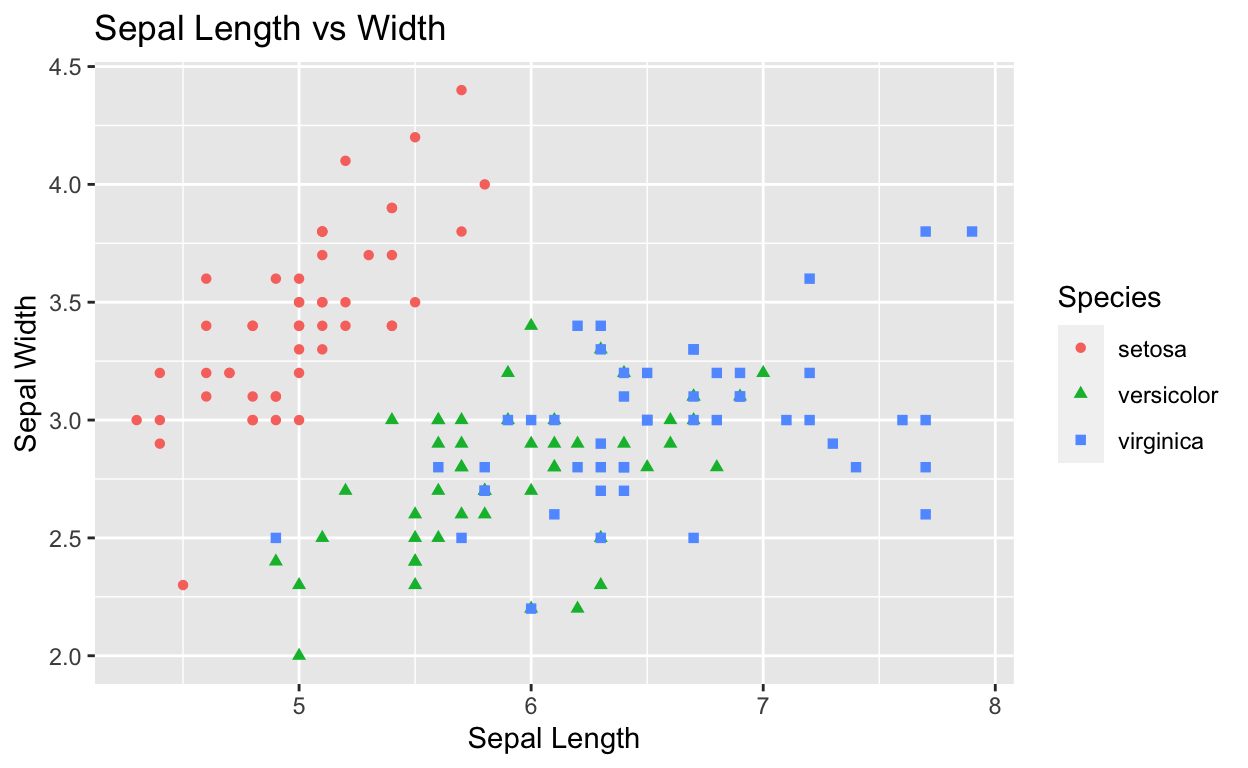 Sepal Length vs Width
4.5
4.0
3.5
3.0
2.5
2.0
Sepal Width
5 6 7 8
Sepal Length
Species
setosa
versicolor
virginica